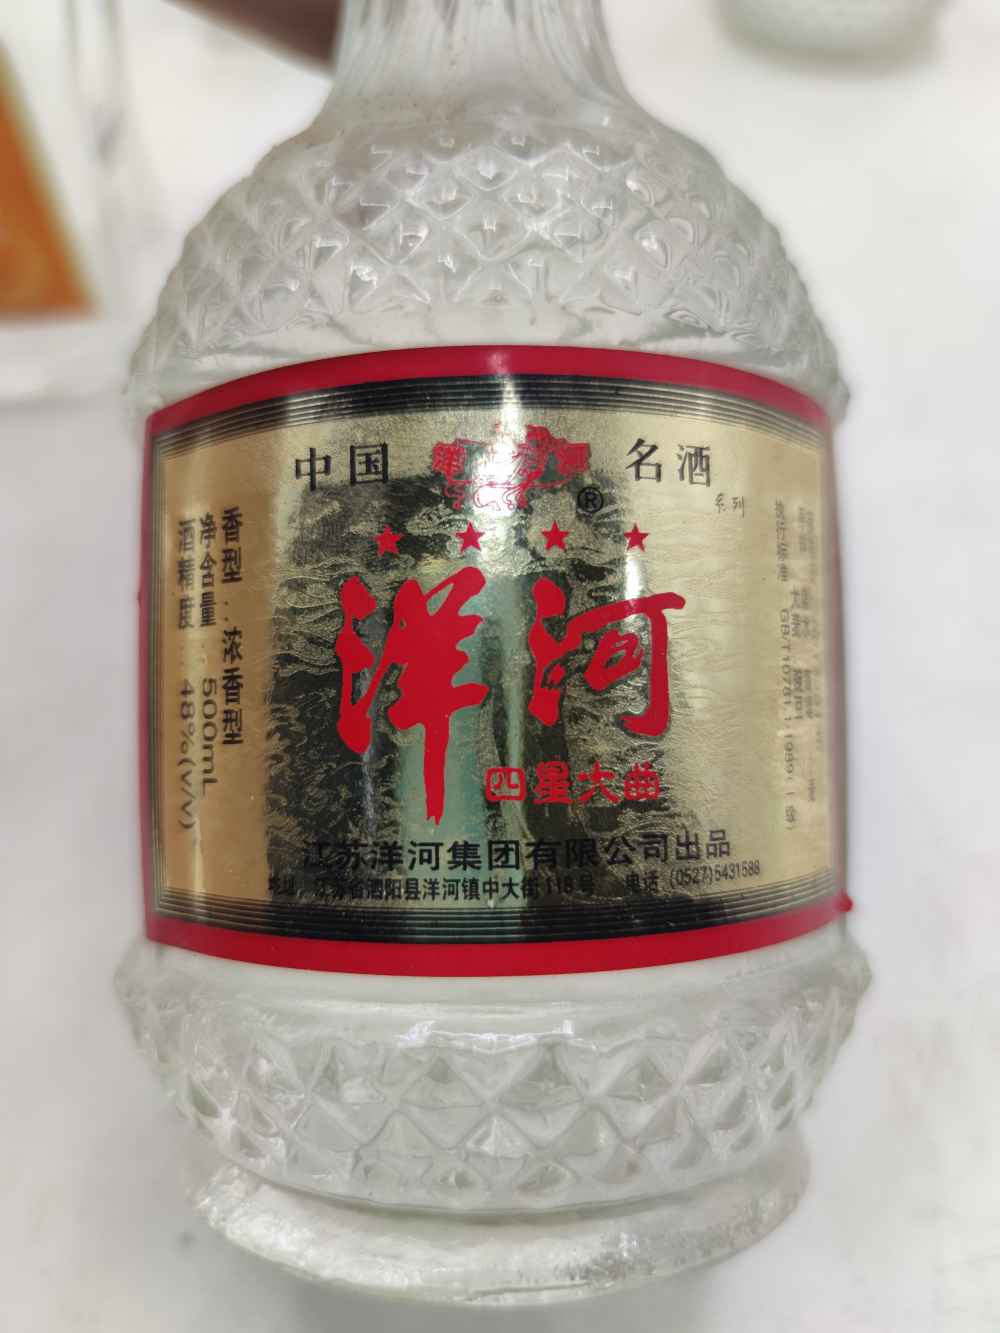 中国
名酒
系列
®
洋河
四星大曲
香型：浓香型
净含量：500mL
酒精度：48%(V/V)
执行标准 GB/T10781.1-1989(一级)
江苏洋河集团有限公司出品
地址：江苏省泗阳县洋河镇中大街118号 电话 (0527)5431588